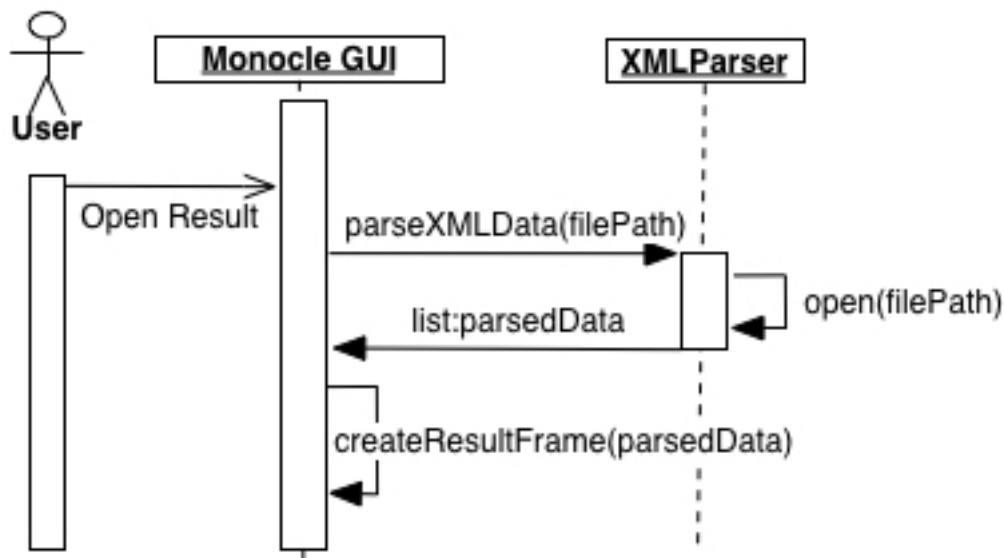 Monocle GUI
XMLParser
User
Open Result
parseXMLData(filePath)
open(filePath)
list:parsedData
createResultFrame(parsedData)